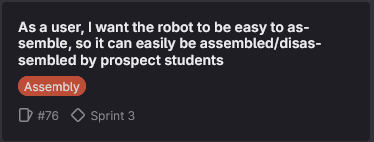 As a user, I want the robot to be easy to as-
semble, so it can easily be assembled/disas-
sembled by prospect students
Assembly
#76 Sprint 3